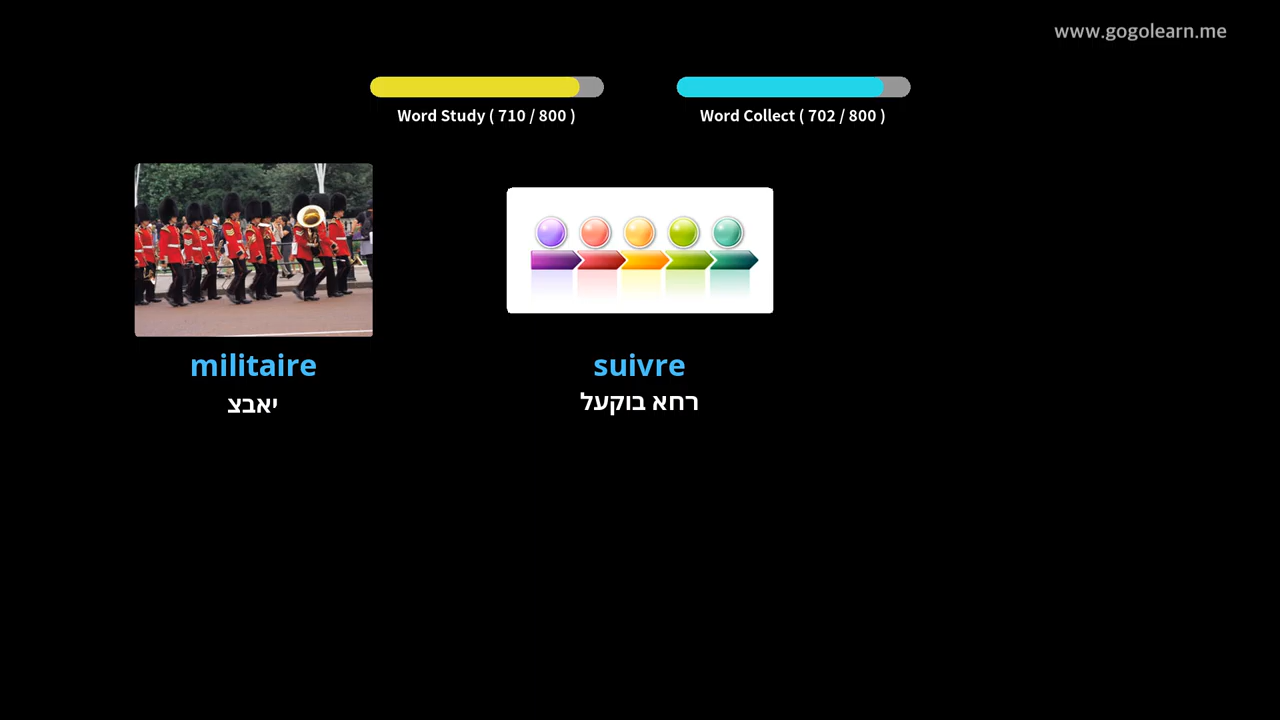 www.gogolearn.me
Word Study ( 710 / 800 )
Word Collect ( 702 / 800 )
militaire
יאבצ
suivre
רחא בוקעל